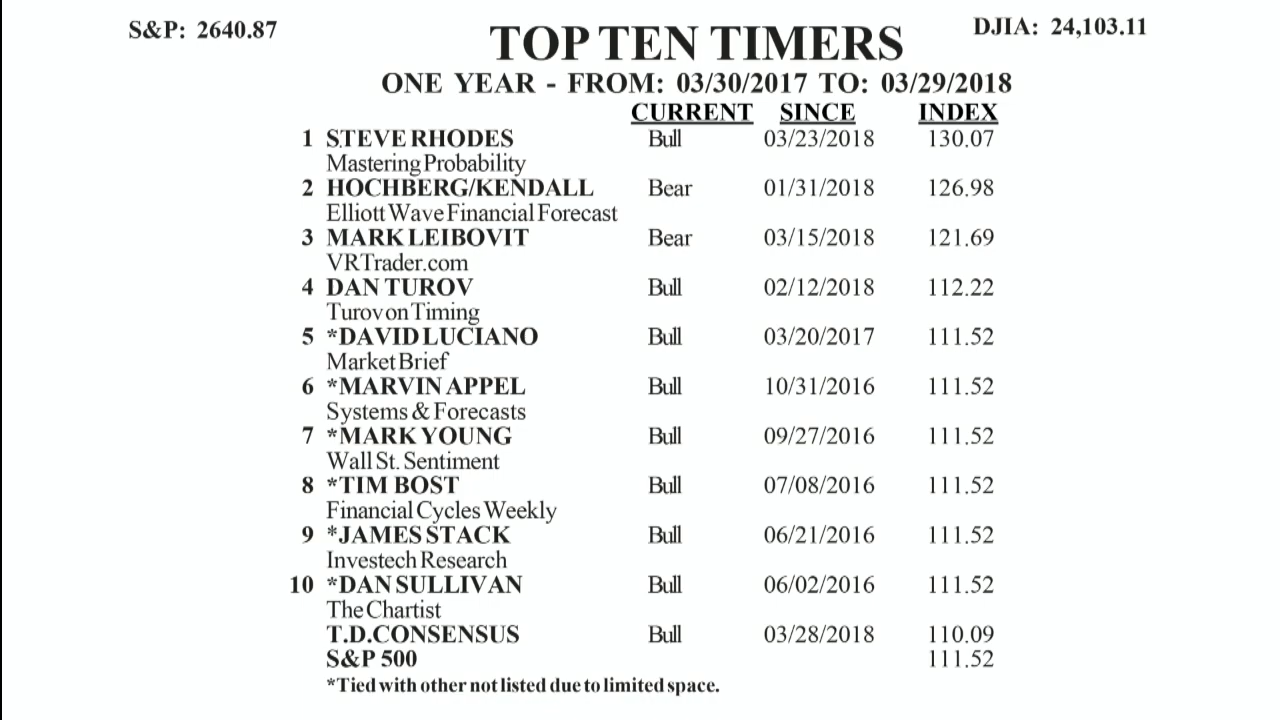 S&P: 2640.87
TOP TEN TIMERS
DJIA: 24,103.11
ONE YEAR - FROM: 03/30/2017 TO: 03/29/2018
CURRENT SINCE INDEX
1 STEVE RHODES Bull 03/23/2018 130.07
Mastering Probability
2 HOCHBERG/KENDALL Bear 01/31/2018 126.98
Elliott Wave Financial Forecast
3 MARK LEIBOVIT Bear 03/15/2018 121.69
VRTrader.com
4 DAN TUROV Bull 02/12/2018 112.22
Turov on Timing
5 *DAVID LUCIANO Bull 03/20/2017 111.52
Market Brief
6 *MARVIN APPEL Bull 10/31/2016 111.52
Systems & Forecasts
7 *MARK YOUNG Bull 09/27/2016 111.52
Wall St. Sentiment
8 *TIM BOST Bull 07/08/2016 111.52
Financial Cycles Weekly
9 *JAMES STACK Bull 06/21/2016 111.52
Investech Research
10 *DAN SULLIVAN Bull 06/02/2016 111.52
The Chartist
T.D.CONSENSUS Bull 03/28/2018 110.09
S&P 500 111.52
*Tied with other not listed due to limited space.